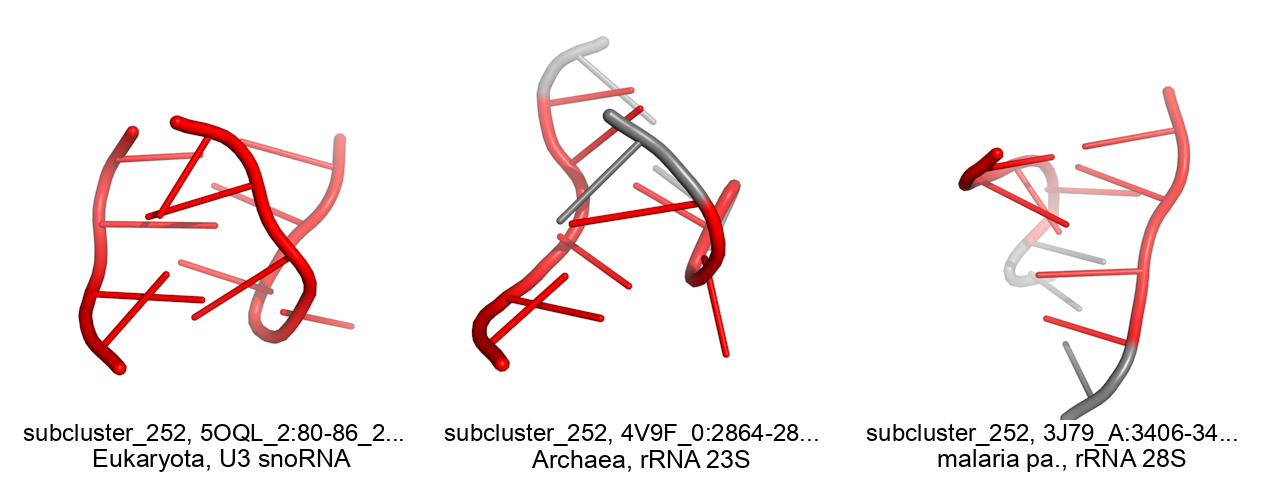 subcluster_252, 5OQL_2:80-86_2...
Eukaryota, U3 snoRNA
subcluster_252, 4V9F_0:2864-28...
Archaea, rRNA 23S
subcluster_252, 3J79_A:3406-34...
malaria pa., rRNA 28S